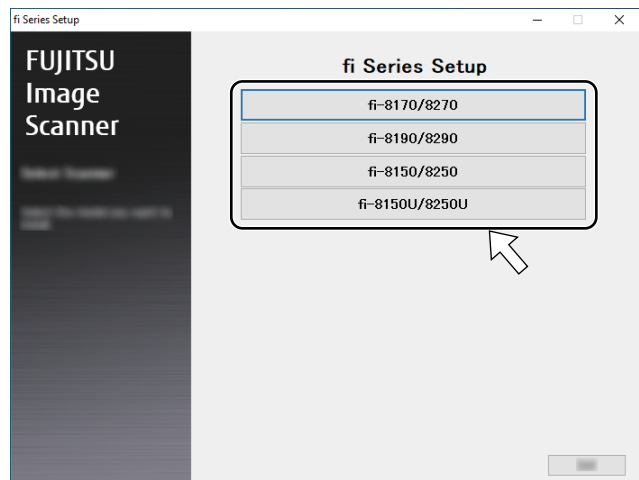 fi Series Setup
FUJITSU
Image
Scanner
fi Series Setup
fi-8170/8270
fi-8190/8290
fi-8150/8250
fi-8150U/8250U